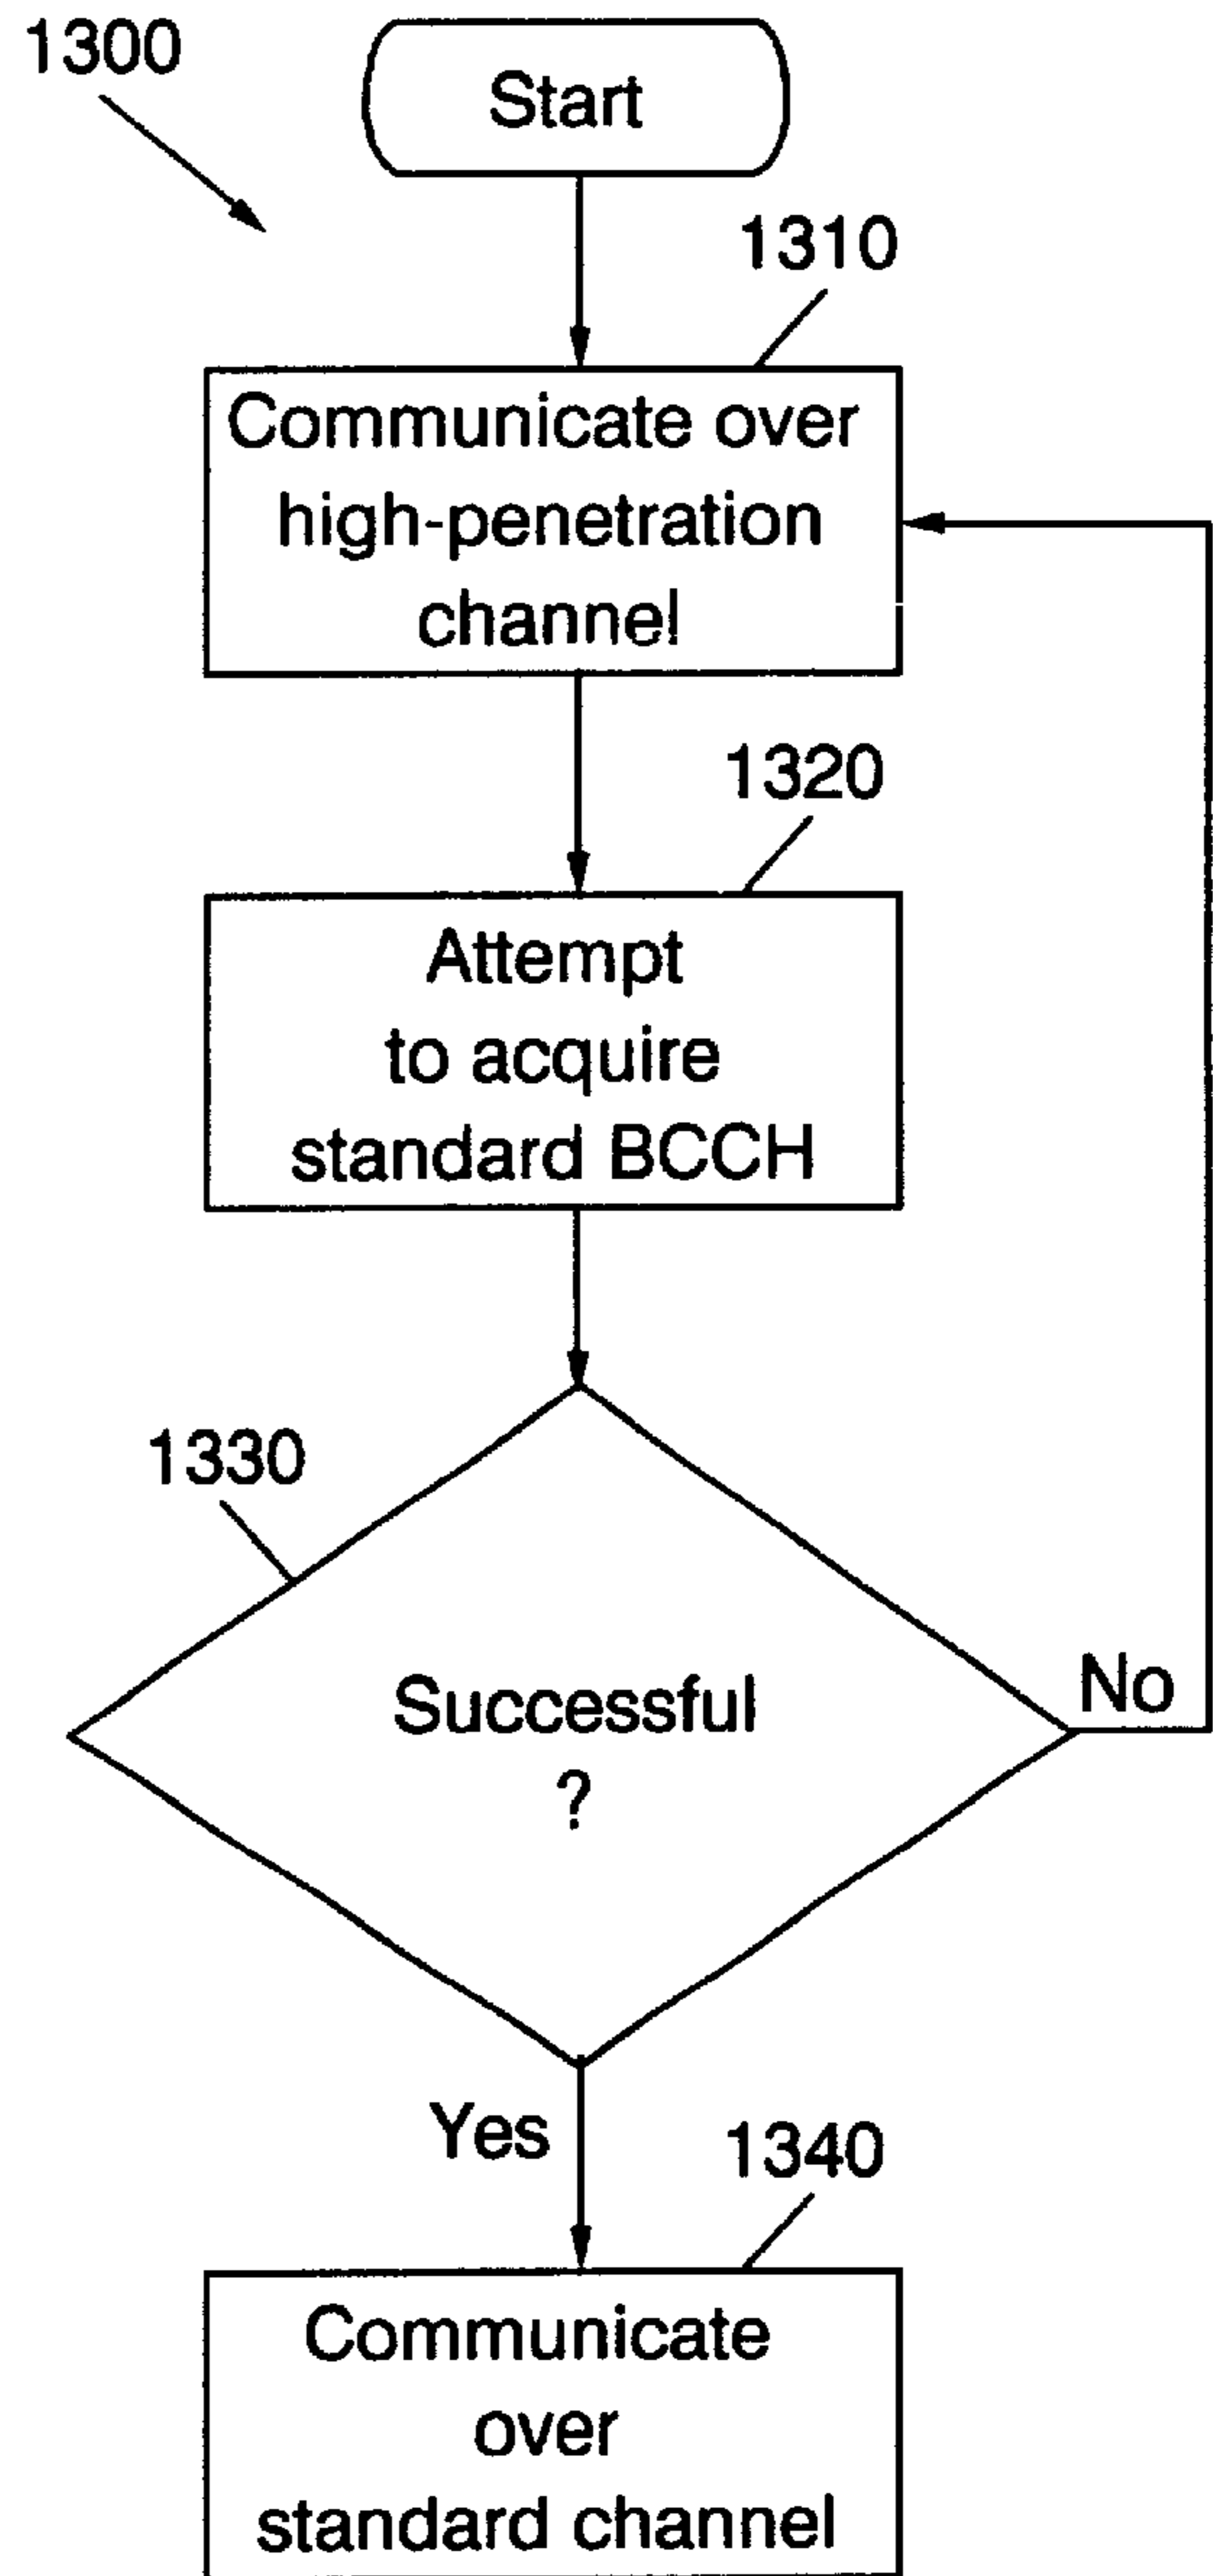 1300
Start
1310
Communicate over
high-penetration
channel
1320
Attempt
to acquire
standard BCCH
1330
Successful
?
No
Yes
1340
Communicate
over
standard channel